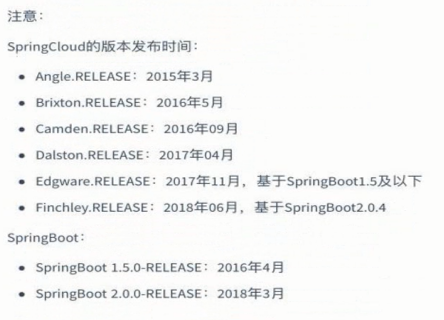 注意：
SpringCloud的版本发布时间：
Angle.RELEASE：2015年3月
Brixton.RELEASE：2016年5月
Camden.RELEASE：2016年09月
Dalston.RELEASE：2017年04月
Edgware.RELEASE：2017年11月，基于SpringBoot1.5及以下
Finchley.RELEASE：2018年06月，基于SpringBoot2.0.4
SpringBoot：
SpringBoot 1.5.0-RELEASE：2016年4月
SpringBoot 2.0.0-RELEASE：2018年3月